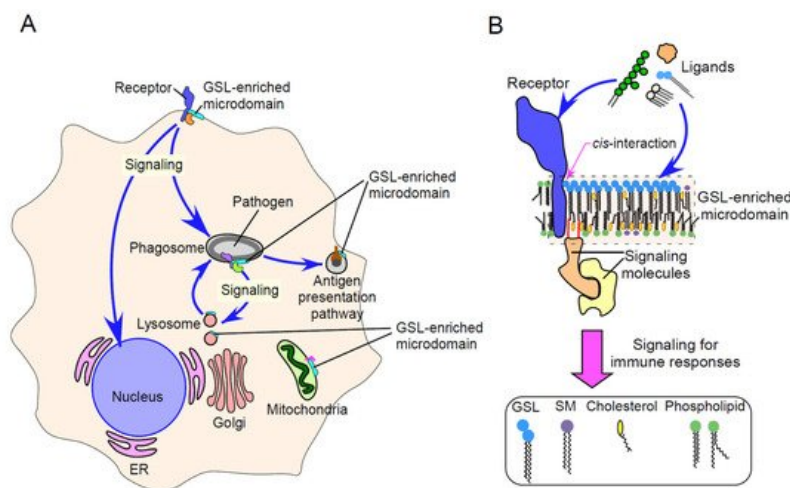 A
Receptor
GSL-enriched
microdomain
Signaling
GSL-enriched
microdomain
Pathogen
Phagosome
Signaling
Antigen
presentation
pathway
Lysosome
GSL-enriched
microdomain
Nucleus
Golgi
Mitochondria
ER
B
Ligands
Receptor
cis-interaction
GSL-enriched
microdomain
Signaling
molecules
Signaling for
immune responses
GSL SM Cholesterol Phospholipid